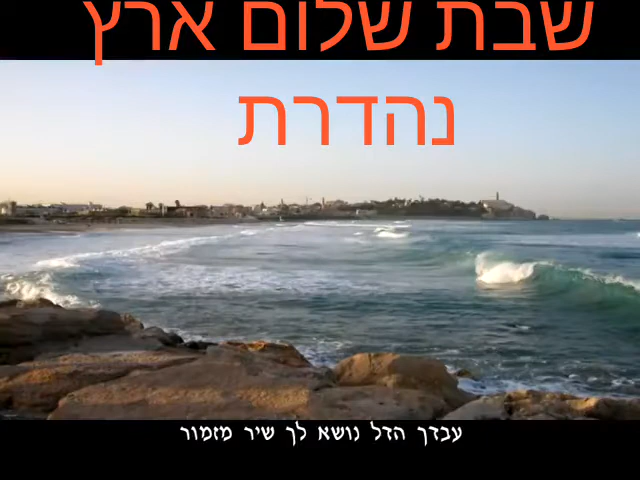 שבת שלום ארץ
נהדרת
עבדך הדל נושא לך שיר מזמור